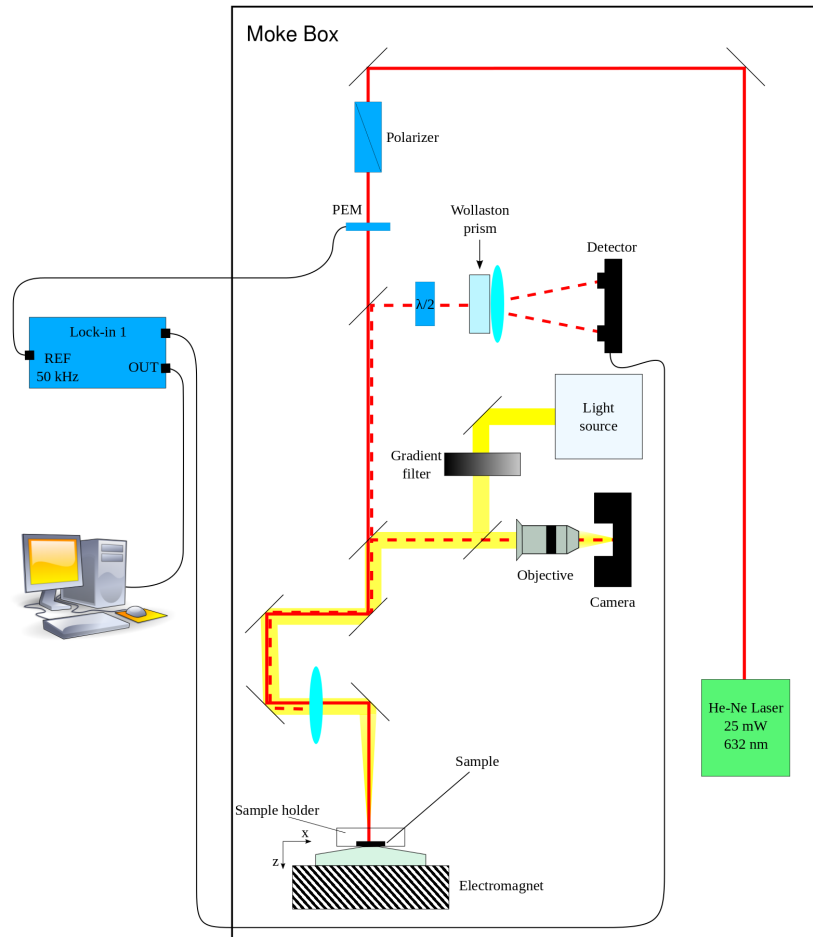 Moke Box
Polarizer
PEM
Wollaston
prism
Detector
λ/2
Lock-in 1
REF
OUT
50 kHz
Light
source
Gradient
filter
Objective
Camera
He-Ne Laser
25 mW
632 nm
Sample
Sample holder
x
z
Electromagnet